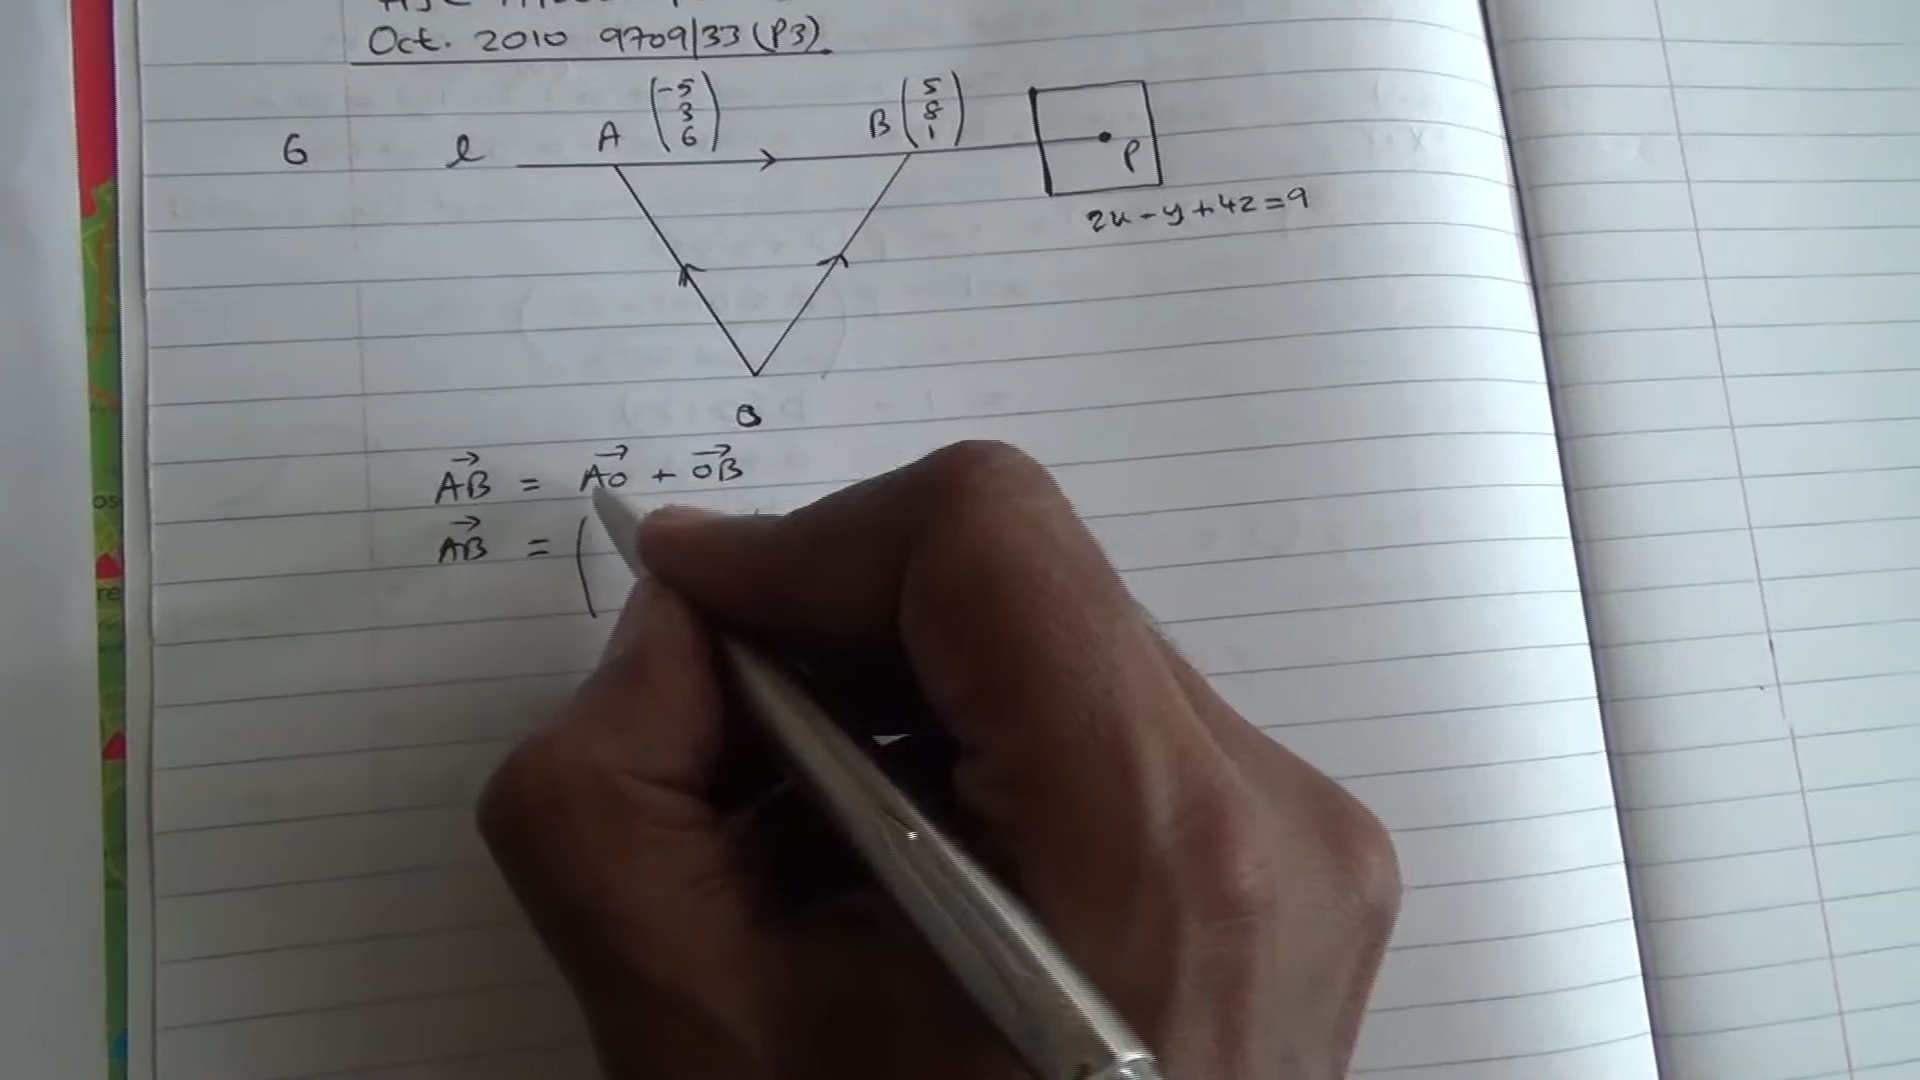 Oct. 2010 9709/33 (P3)
6 l A (-5 3 6) B (5 8 1) P
2x - y + 4z = 9
O
AB→ = AO→ + OB→
AB→ = (